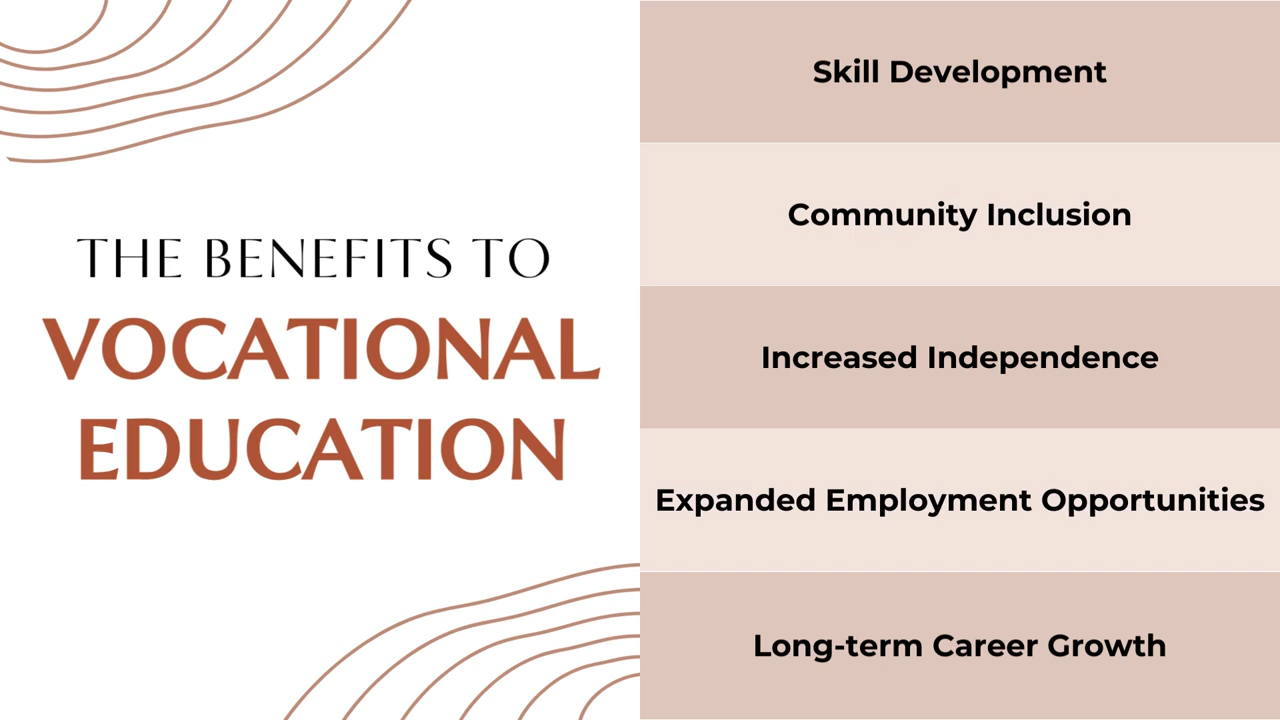 THE BENEFITS TO
VOCATIONAL
EDUCATION
Skill Development
Community Inclusion
Increased Independence
Expanded Employment Opportunities
Long-term Career Growth